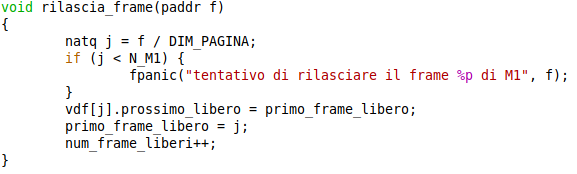 void rilascia_frame(paddr f)
{
        natq j = f / DIM_PAGINA;
        if (j < N_M1) {
                fpanic("tentativo di rilasciare il frame %p di M1", f);
        }
        vdf[j].prossimo_libero = primo_frame_libero;
        primo_frame_libero = j;
        num_frame_liberi++;
}